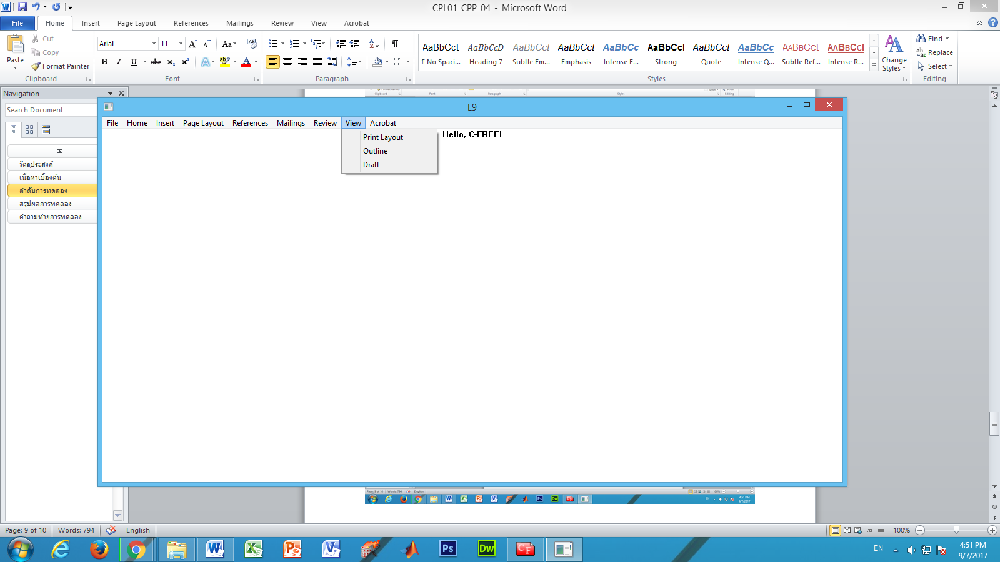 CPL01_CPP_04 - Microsoft Word
File Home Insert Page Layout References Mailings Review View Acrobat
Paste
Cut
Copy
Format Painter
Clipboard
Arial 11
Font
Paragraph
AaBbCcD AaBbCcD AaBbCcL AaBbCcL AaBbCc AaBbCcI AaBbCcL AaBbCc AaBbCcD AaBbCcD
¶ No Spaci... Heading 7 Subtle Em... Emphasis Intense E... Strong Quote Intense Q... Subtle Ref... Intense R...
Change Styles
Styles
Find
Replace
Select
Editing
Navigation
Search Document
วัตถุประสงค์
เนื้อหาเบื้องต้น
ลำดับการทดลอง
สรุปผลการทดลอง
คำถามท้ายการทดลอง
L9
File Home Insert Page Layout References Mailings Review View Acrobat
Hello, C-FREE!
Print Layout
Outline
Draft
Page: 9 of 10 Words: 794 English
100%
EN
4:51 PM
9/7/2017